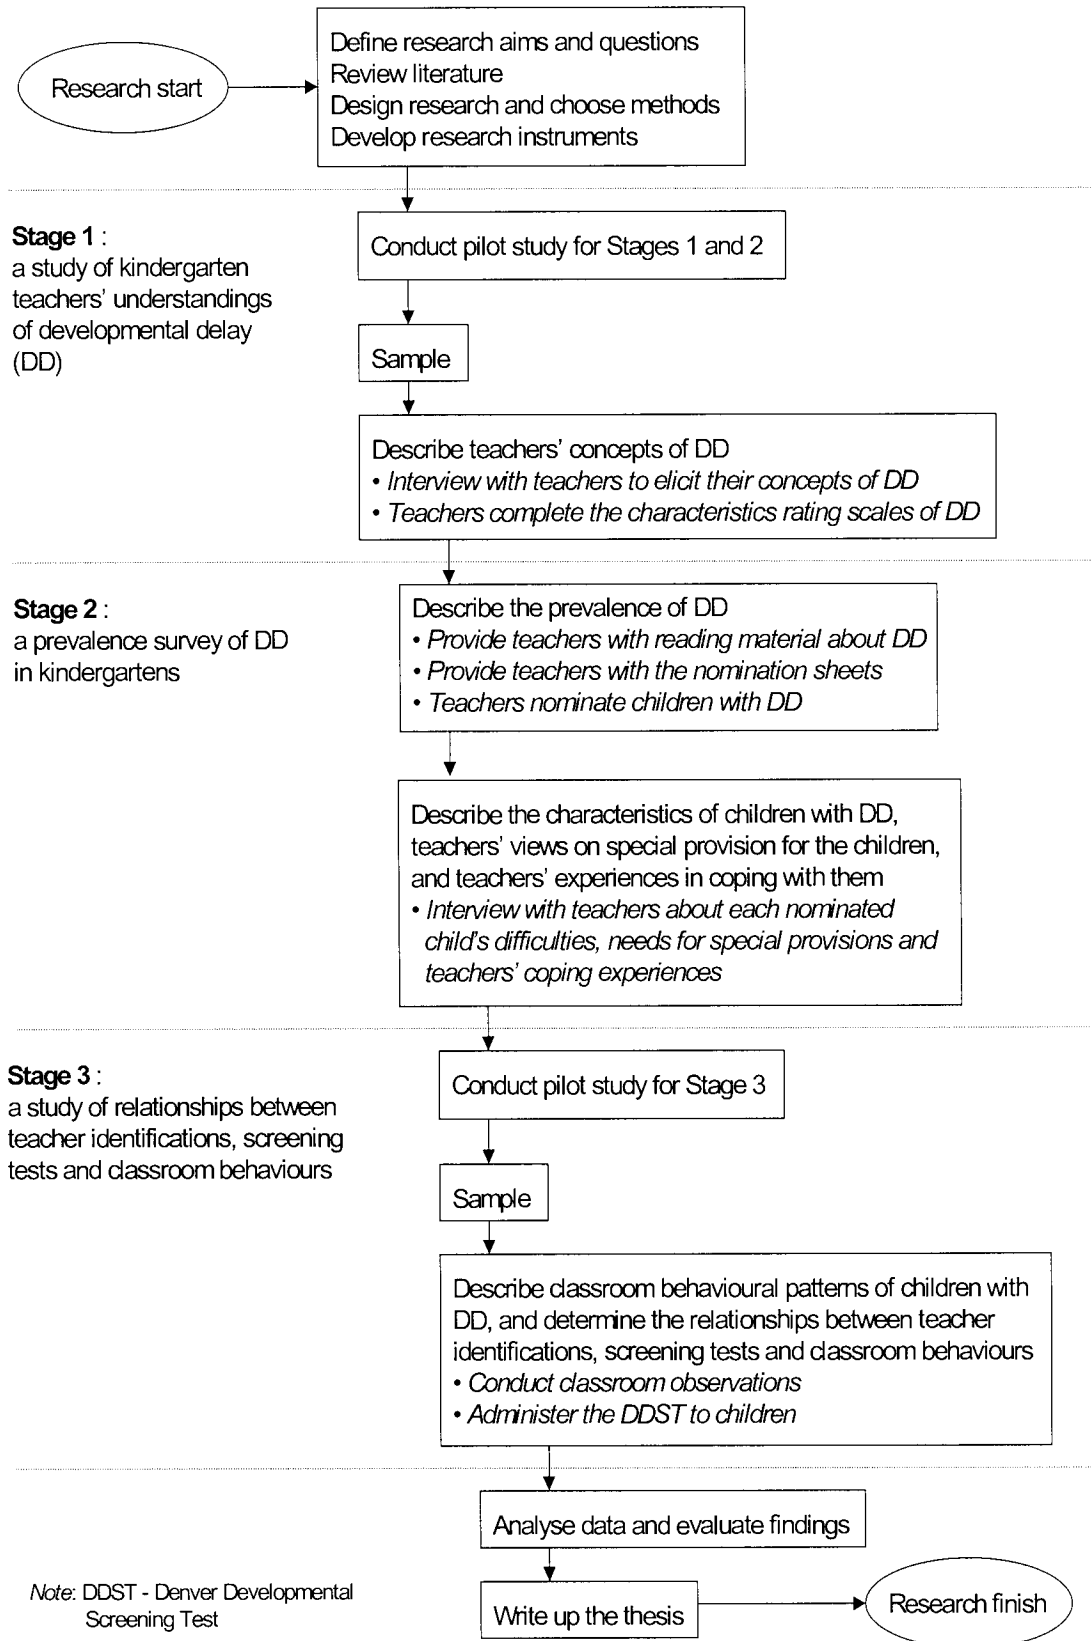 Research start
Define research aims and questions
Review literature
Design research and choose methods
Develop research instruments
Stage 1 :
a study of kindergarten
teachers' understandings
of developmental delay
(DD)
Conduct pilot study for Stages 1 and 2
Sample
Describe teachers' concepts of DD
• Interview with teachers to elicit their concepts of DD
• Teachers complete the characteristics rating scales of DD
Stage 2 :
a prevalence survey of DD
in kindergartens
Describe the prevalence of DD
• Provide teachers with reading material about DD
• Provide teachers with the nomination sheets
• Teachers nominate children with DD
Describe the characteristics of children with DD,
teachers' views on special provision for the children,
and teachers' experiences in coping with them
• Interview with teachers about each nominated
child's difficulties, needs for special provisions and
teachers' coping experiences
Stage 3 :
a study of relationships between
teacher identifications, screening
tests and classroom behaviours
Conduct pilot study for Stage 3
Sample
Describe classroom behavioural patterns of children with
DD, and determine the relationships between teacher
identifications, screening tests and classroom behaviours
• Conduct classroom observations
• Administer the DDST to children
Analyse data and evaluate findings
Write up the thesis
Research finish
Note: DDST - Denver Developmental
Screening Test